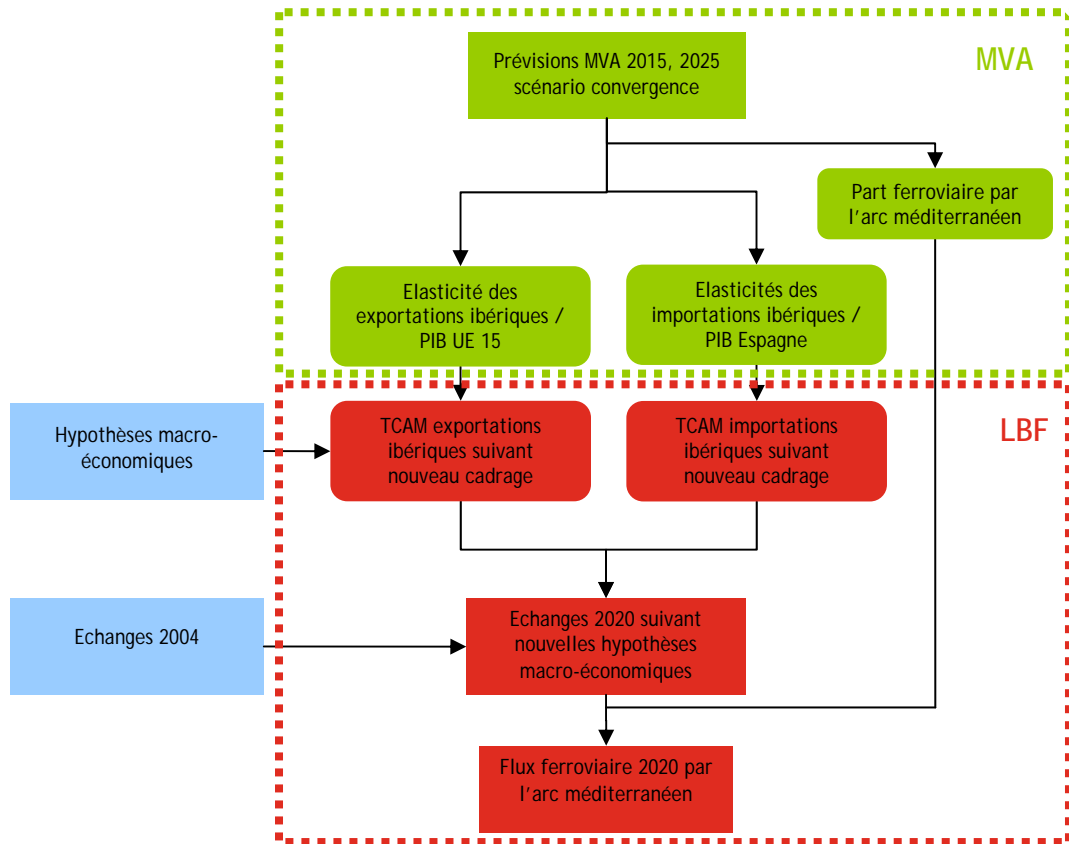 MVA
Prévisions MVA 2015, 2025
scénario convergence
Part ferroviaire par
l'arc méditerranéen
Elasticité des
exportations ibériques /
PIB UE 15
Elasticités des
importations ibériques /
PIB Espagne
LBF
Hypothèses macro-
économiques
TCAM exportations
ibériques suivant
nouveau cadrage
TCAM importations
ibériques suivant
nouveau cadrage
Echanges 2004
Echanges 2020 suivant
nouvelles hypothèses
macro-économiques
Flux ferroviaire 2020 par
l'arc méditerranéen